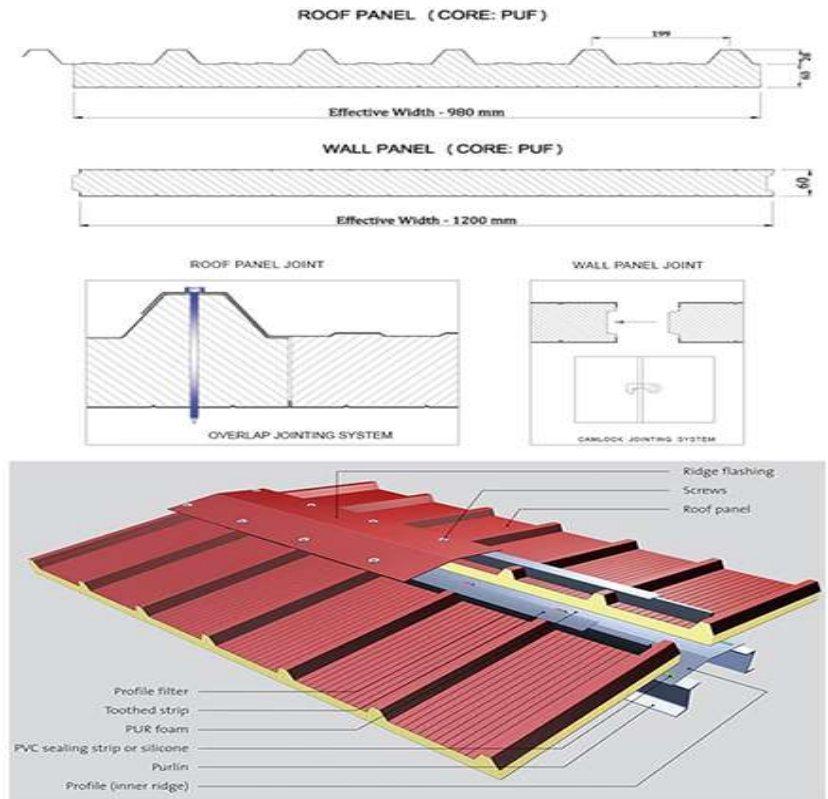 ROOF PANEL (CORE: PUF)
199
60
Effective Width - 980 mm
WALL PANEL (CORE: PUF)
60
Effective Width - 1200 mm
ROOF PANEL JOINT
WALL PANEL JOINT
OVERLAP JOINTING SYSTEM
CAMLOCK JOINTING SYSTEM
Ridge flashing
Screws
Roof panel
Profile filter
Toothed strip
PUR foam
PVC sealing strip or silicone
Purlin
Profile (inner ridge)